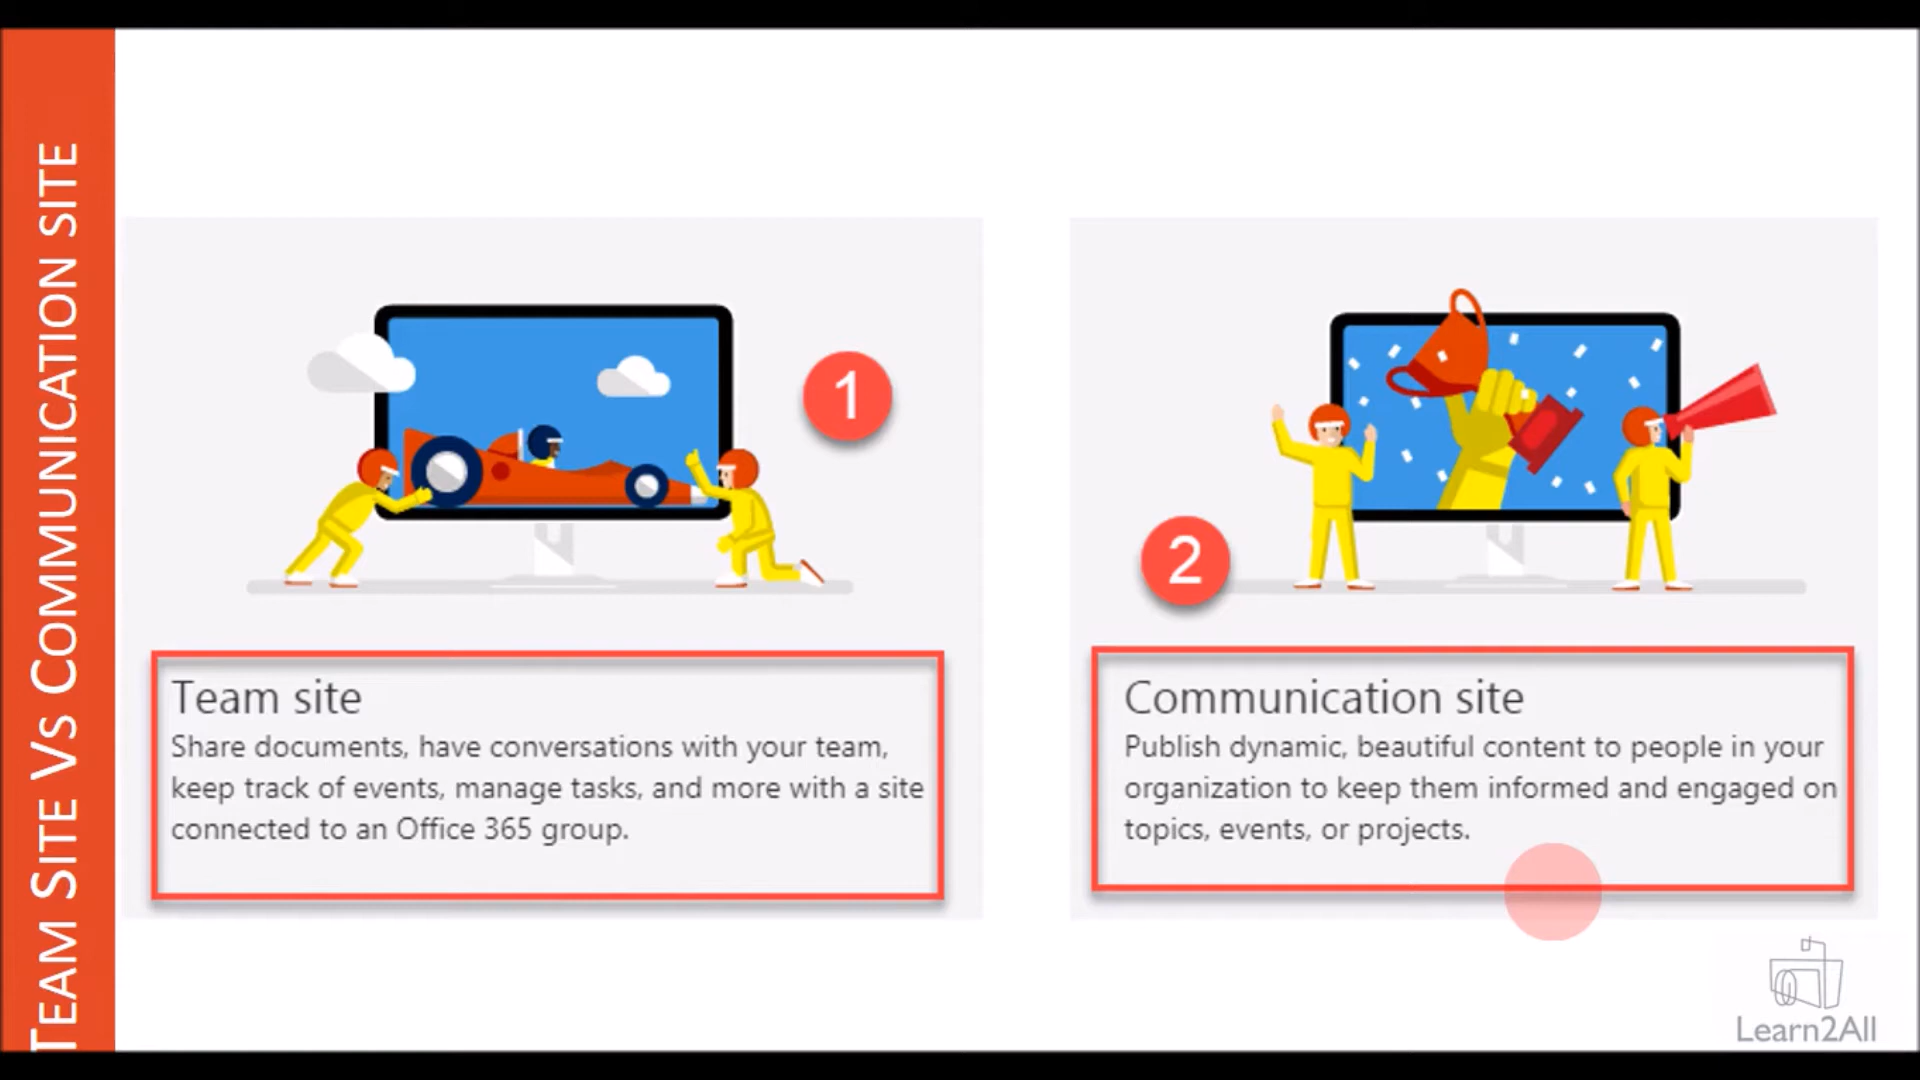 TEAM SITE VS COMMUNICATION SITE
1
2
Team site
Share documents, have conversations with your team,
keep track of events, manage tasks, and more with a site
connected to an Office 365 group.
Communication site
Publish dynamic, beautiful content to people in your
organization to keep them informed and engaged on
topics, events, or projects.
Learn2All